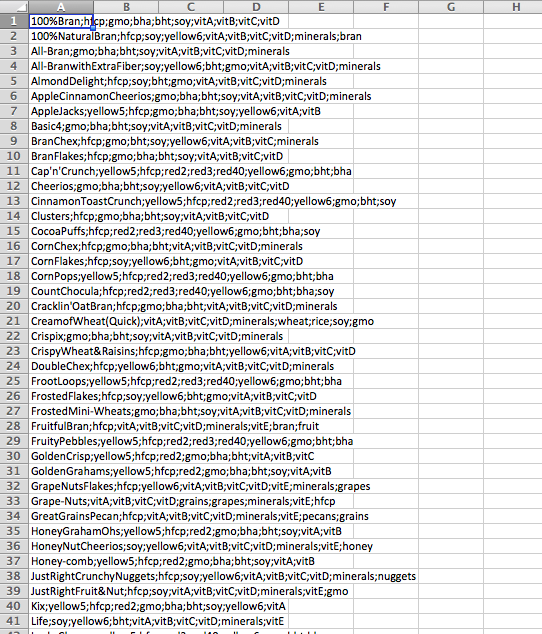 A B C D E F G H
1 100%Bran;hfcp;gmo;bha;bht;soy;vitA;vitB;vitC;vitD
2 100%NaturalBran;hfcp;soy;yellow6;vitA;vitB;vitC;vitD;minerals;bran
3 All-Bran;gmo;bha;bht;soy;vitA;vitB;vitC;vitD;minerals
4 All-BranwithExtraFiber;soy;yellow6;bht;gmo;vitA;vitB;vitC;vitD;minerals
5 AlmondDelight;hfcp;soy;bht;gmo;vitA;vitB;vitC;vitD;minerals
6 AppleCinnamonCheerios;gmo;bha;bht;soy;vitA;vitB;vitC;vitD;minerals
7 AppleJacks;yellow5;hfcp;gmo;bha;bht;soy;yellow6;vitA;vitB
8 Basic4;gmo;bha;bht;soy;vitA;vitB;vitC;vitD;minerals
9 BranChex;hfcp;gmo;bht;soy;yellow6;vitA;vitB;vitC;minerals
10 BranFlakes;hfcp;gmo;bha;bht;soy;vitA;vitB;vitC;vitD
11 Cap'n'Crunch;yellow5;hfcp;red2;red3;red40;yellow6;gmo;bht;bha
12 Cheerios;gmo;bha;bht;soy;yellow6;vitA;vitB;vitC;vitD
13 CinnamonToastCrunch;yellow5;hfcp;red2;red3;red40;yellow6;gmo;bht;soy
14 Clusters;hfcp;gmo;bha;bht;soy;vitA;vitB;vitC;vitD
15 CocoaPuffs;hfcp;red2;red3;red40;yellow6;gmo;bht;bha;soy
16 CornChex;hfcp;gmo;bha;bht;vitA;vitB;vitC;vitD;minerals
17 CornFlakes;hfcp;soy;yellow6;bht;gmo;vitA;vitB;vitC;vitD
18 CornPops;yellow5;hfcp;red2;red3;red40;yellow6;gmo;bht;bha
19 CountChocula;hfcp;red2;red3;red40;yellow6;gmo;bht;bha;soy
20 Cracklin'OatBran;hfcp;gmo;bha;bht;vitA;vitB;vitC;vitD;minerals
21 CreamofWheat(Quick);vitA;vitB;vitC;vitD;minerals;wheat;rice;soy;gmo
22 Crispix;gmo;bha;bht;soy;vitA;vitB;vitC;vitD;minerals
23 CrispyWheat&Raisins;hfcp;gmo;bha;bht;yellow6;vitA;vitB;vitC;vitD
24 DoubleChex;hfcp;yellow6;bht;gmo;vitA;vitB;vitC;vitD;minerals
25 FrootLoops;yellow5;hfcp;red2;red3;red40;yellow6;gmo;bht;bha
26 FrostedFlakes;hfcp;soy;yellow6;bht;gmo;vitA;vitB;vitC;vitD
27 FrostedMini-Wheats;gmo;bha;bht;soy;vitA;vitB;vitC;vitD;minerals
28 FruitfulBran;hfcp;vitA;vitB;vitC;vitD;minerals;vitE;bran;fruit
29 FruityPebbles;yellow5;hfcp;red2;red3;red40;yellow6;gmo;bht;bha
30 GoldenCrisp;yellow5;hfcp;red2;gmo;bha;bht;vitA;vitB;vitC
31 GoldenGrahams;yellow5;hfcp;red2;gmo;bha;bht;soy;vitA;vitB
32 GrapeNutsFlakes;hfcp;yellow6;vitA;vitB;vitC;vitD;vitE;minerals;grapes
33 Grape-Nuts;vitA;vitB;vitC;vitD;grains;grapes;minerals;vitE;hfcp
34 GreatGrainsPecan;hfcp;vitA;vitB;vitC;vitD;minerals;vitE;pecans;grains
35 HoneyGrahamOhs;yellow5;hfcp;red2;gmo;bha;bht;soy;vitA;vitB
36 HoneyNutCheerios;soy;yellow6;vitA;vitB;vitC;vitD;minerals;vitE;honey
37 Honey-comb;yellow5;hfcp;red2;gmo;bha;bht;soy;vitA;vitB
38 JustRightCrunchyNuggets;hfcp;soy;yellow6;vitA;vitB;vitC;vitD;minerals;nuggets
39 JustRightFruit&Nut;hfcp;soy;vitA;vitB;vitC;vitD;minerals;vitE;gmo
40 Kix;yellow5;hfcp;red2;gmo;bha;bht;soy;yellow6;vitA
41 Life;soy;yellow6;bht;vitA;vitB;vitC;vitD;minerals;vitE